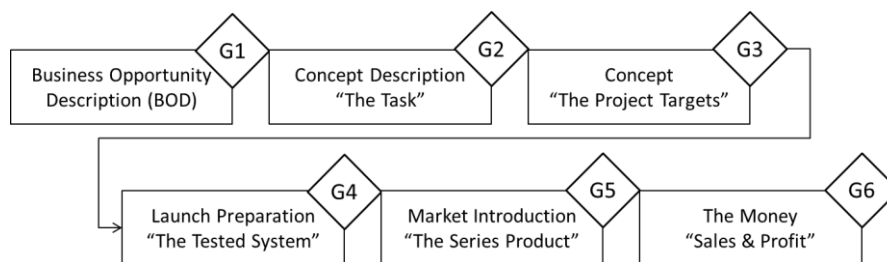 G1
G2
G3
Business Opportunity
Description (BOD)
Concept Description
“The Task”
Concept
“The Project Targets”
G4
G5
G6
Launch Preparation
“The Tested System”
Market Introduction
“The Series Product”
The Money
“Sales & Profit”